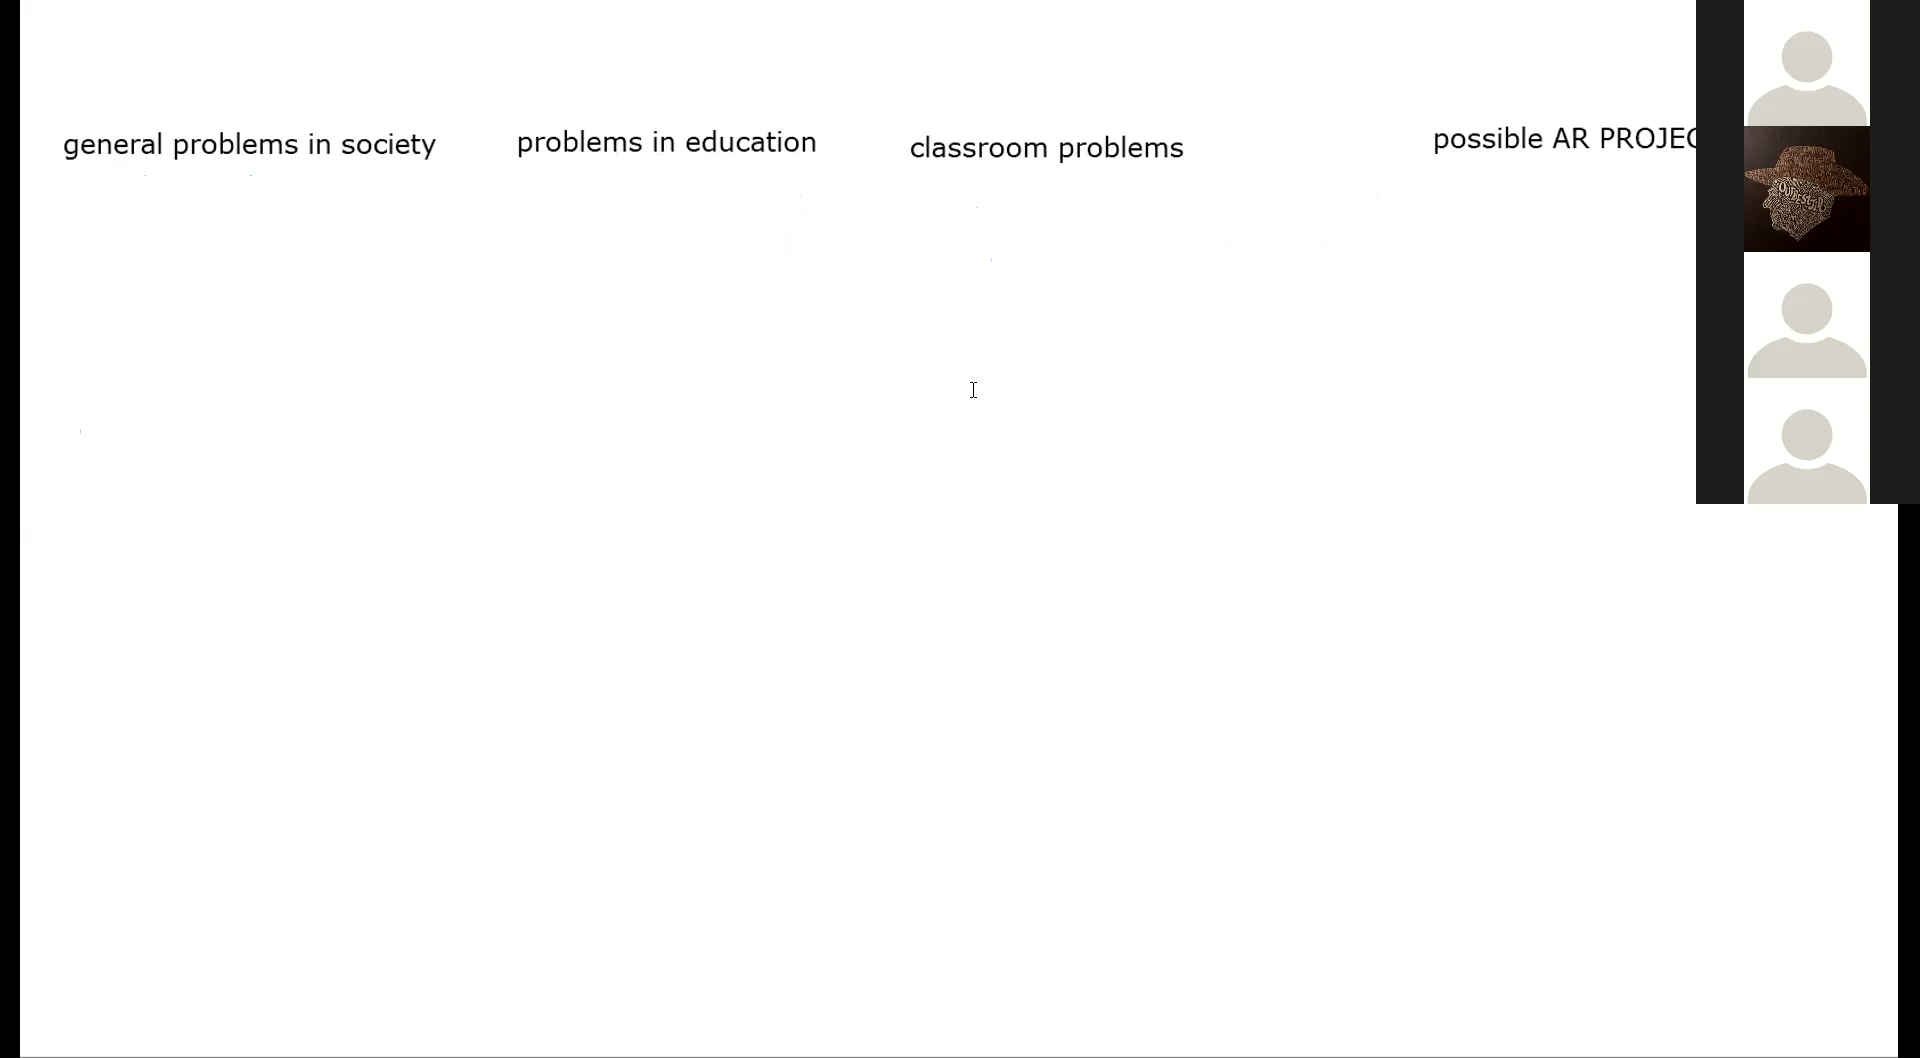 general problems in society
problems in education
classroom problems
possible AR PROJEC